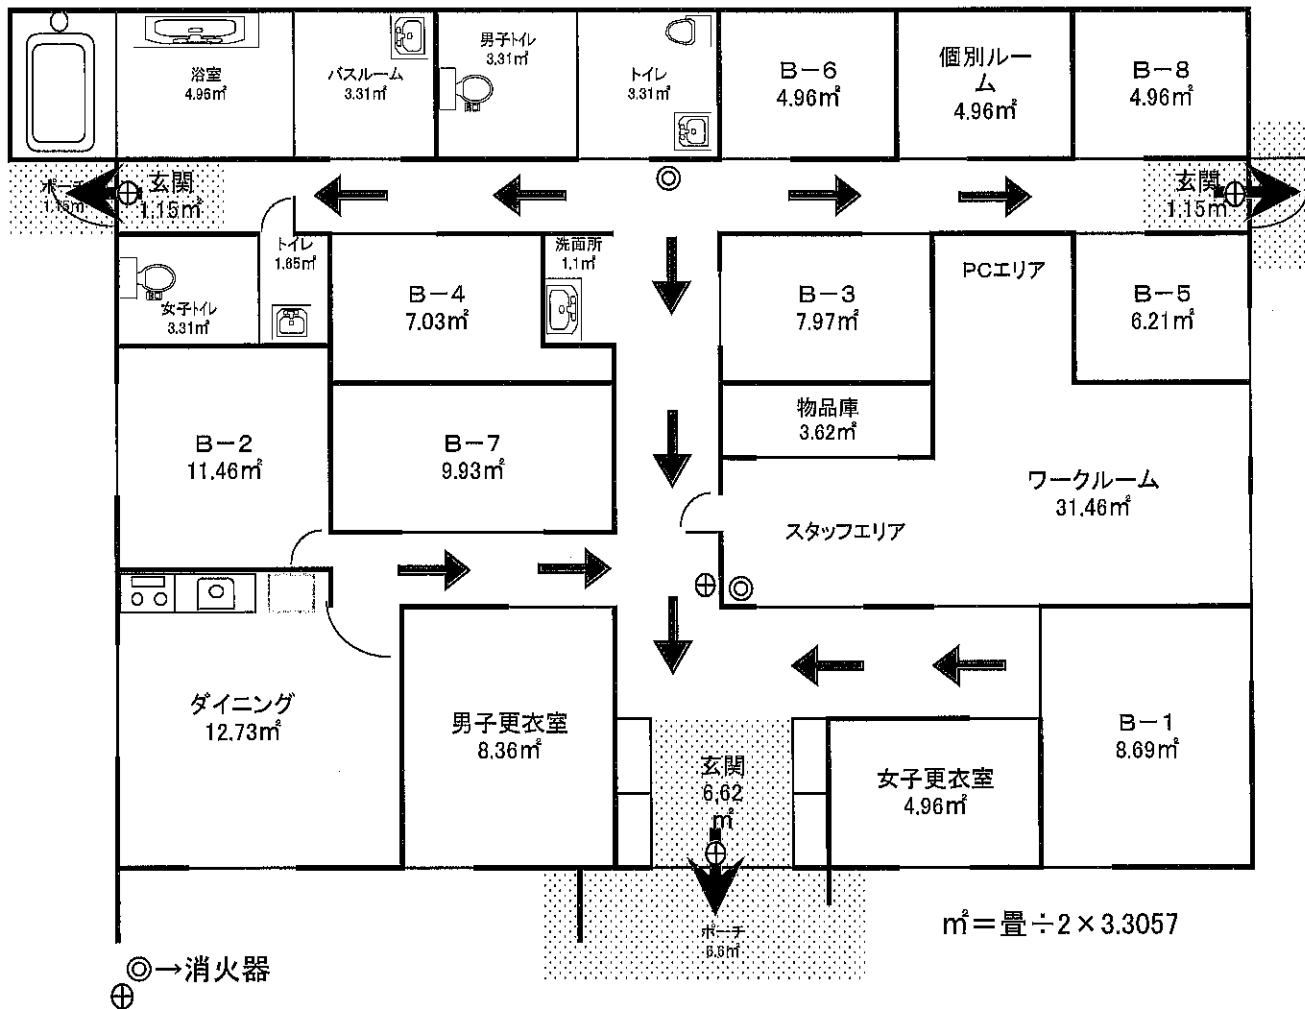 浴室
4.96㎡
バスルーム
3.31㎡
男子トイレ
3.31㎡
トイレ
3.31㎡
B-6
4.96㎡
個別ルー
ム
4.96㎡
B-8
4.96㎡
ポーチ
1.15㎡
玄関
1.15㎡
玄関
1.15㎡
トイレ
1.65㎡
女子トイレ
3.31㎡
B-4
7.03㎡
洗面所
1.1㎡
B-3
7.97㎡
PCエリア
B-5
6.21㎡
物品庫
3.62㎡
B-2
11.46㎡
B-7
9.93㎡
ワークルーム
31.46㎡
スタッフエリア
ダイニング
12.73㎡
男子更衣室
8.36㎡
玄関
6.62
㎡
女子更衣室
4.96㎡
B-1
8.69㎡
ポーチ
6.6㎡
㎡=畳÷2×3.3057
◎→消火器